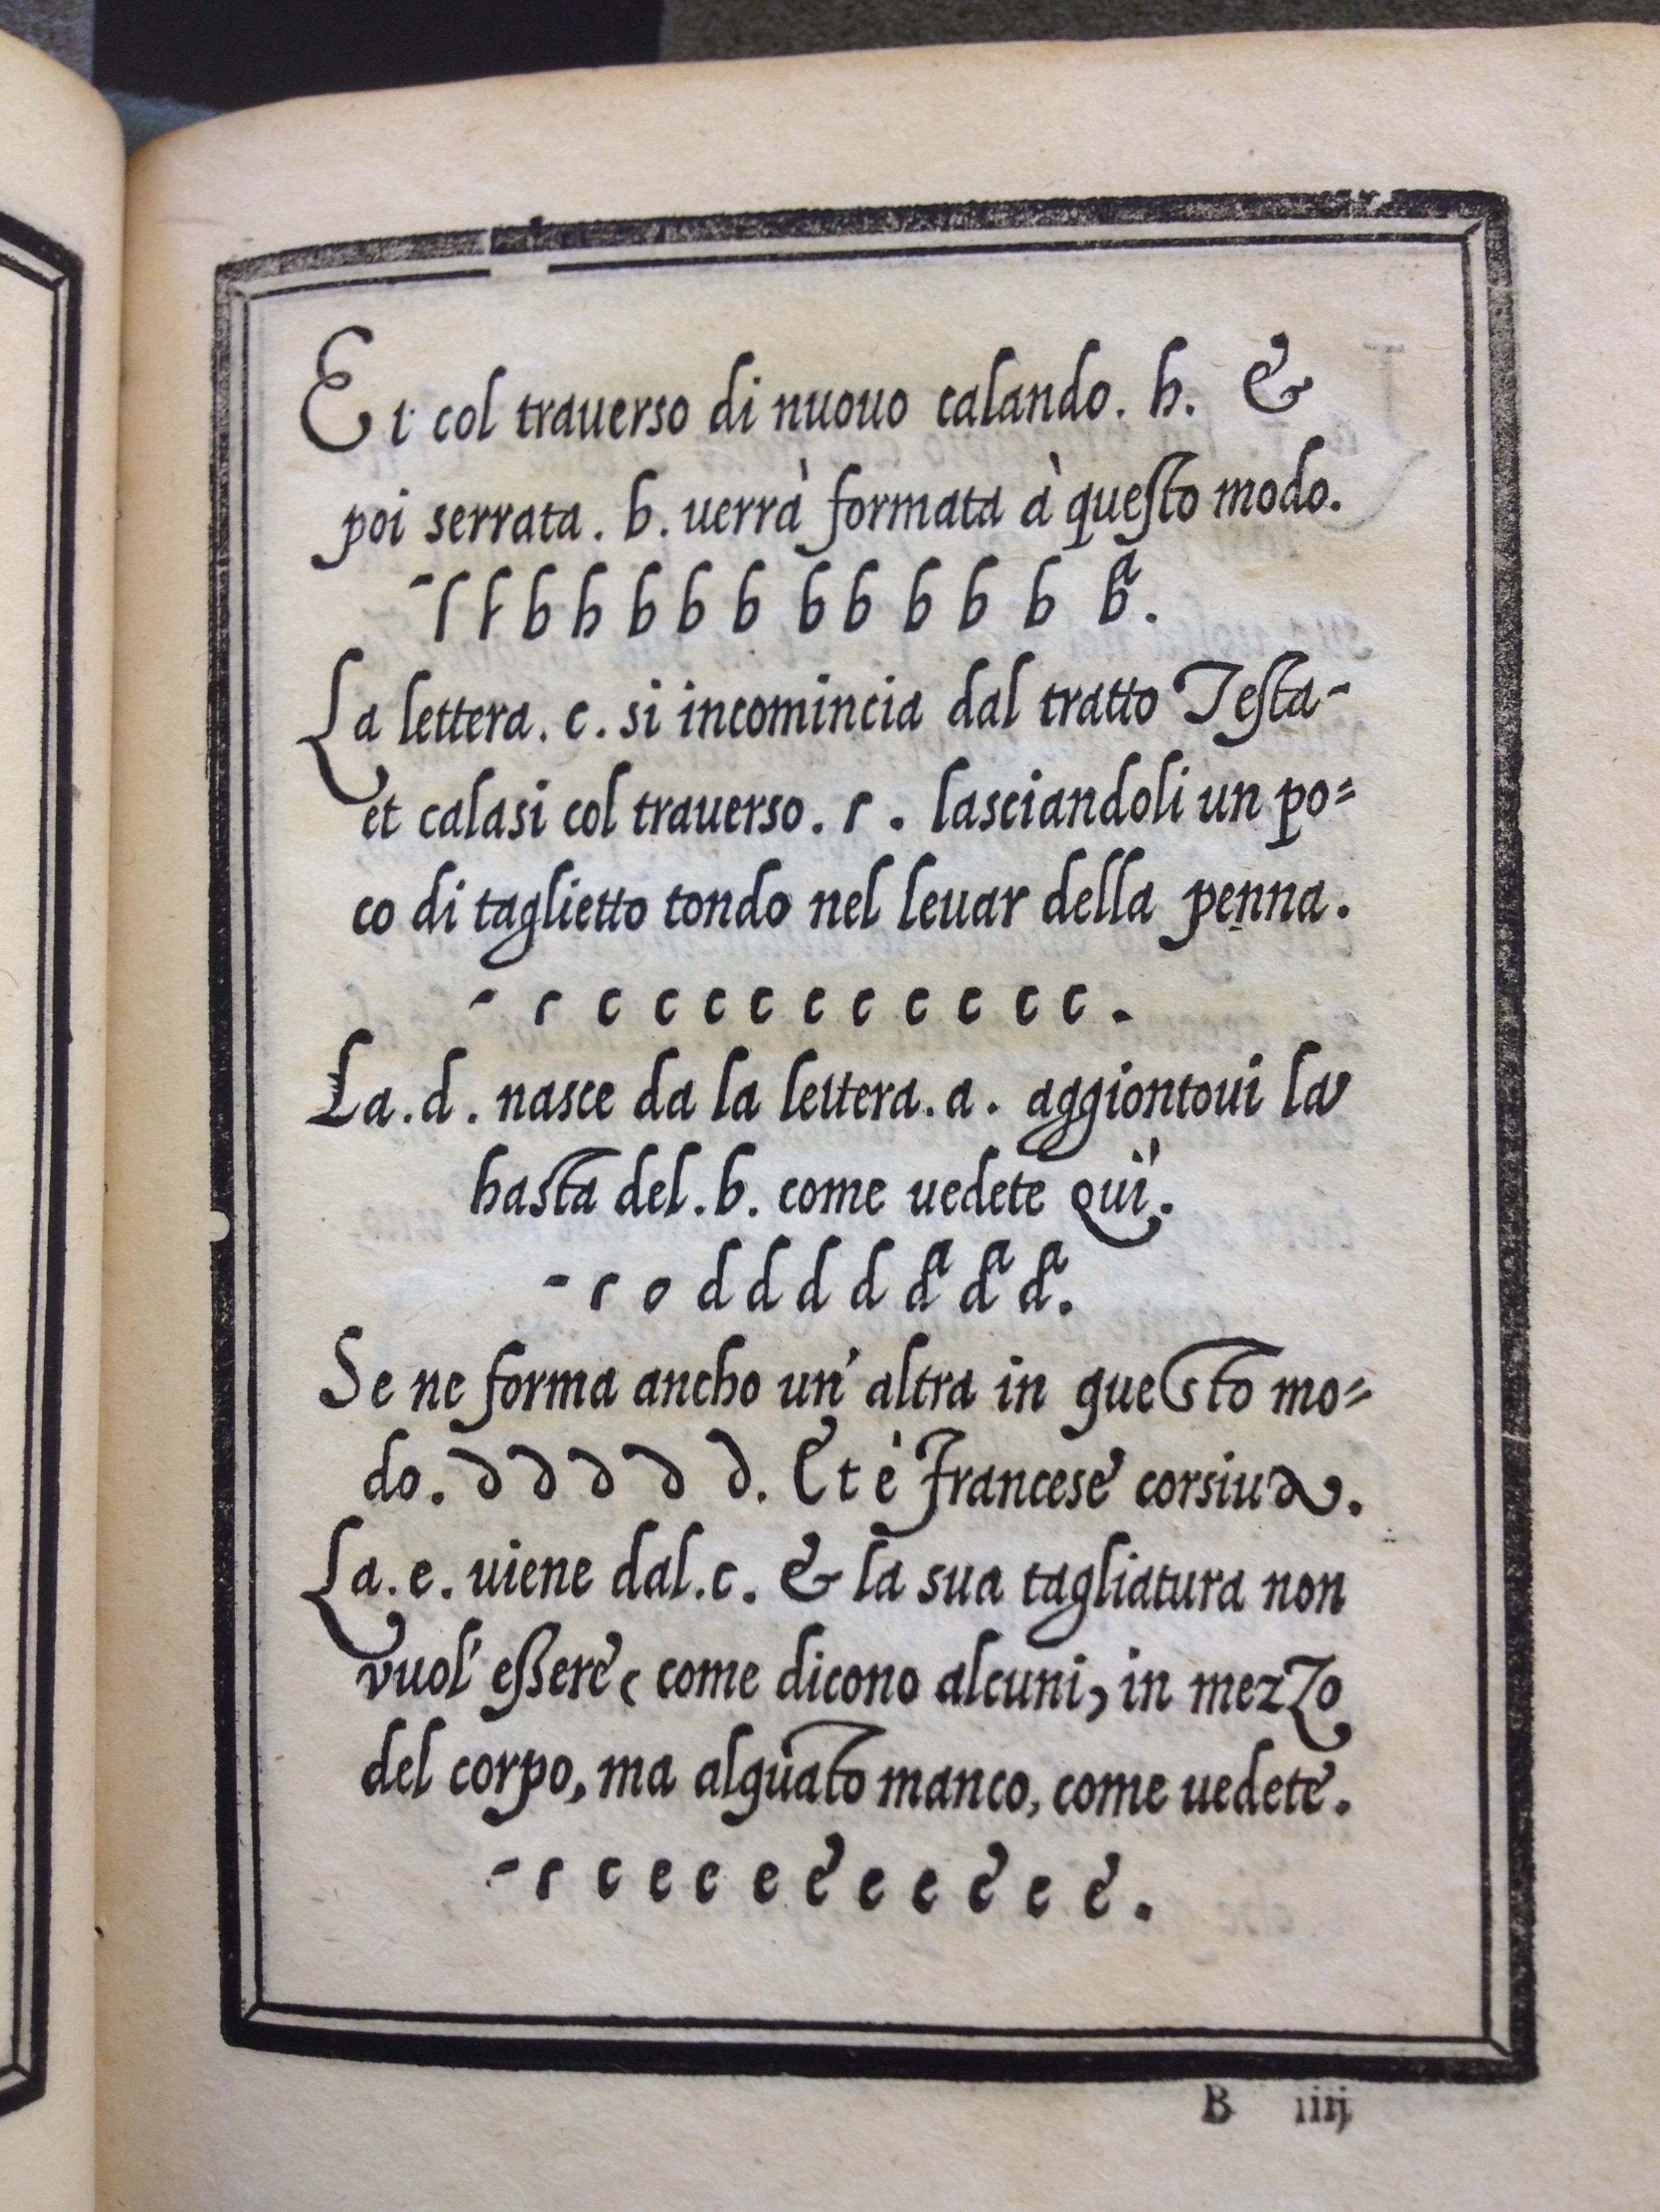 Et col trauerso di nuouo calando. h. &
poi serrata. b. uerrà formata à questo modo.
- ſ f b h b b b b b b b b b.
La lettera. c. si incomincia dal tratto Testa -
et calasi col trauerso. r. lasciandoli un po=
co di taglietto tondo nel leuar della penna.
- r c c c c c c c c c c.
La. d. nasce da la lettera. a. aggiontoui la
hasta del. b. come uedete qui'.
- r o d d d d d d d.
Se ne forma ancho un' altra in questo mo=
do. d d d d d. Et è Francese corsiua.
La. e. uiene dal. c. & la sua tagliatura non
vuol' eßere (come dicono alcuni) in mezzo
del corpo, ma alquāto manco, come uedete.
- r c e c e e e e e e e.
B iiij